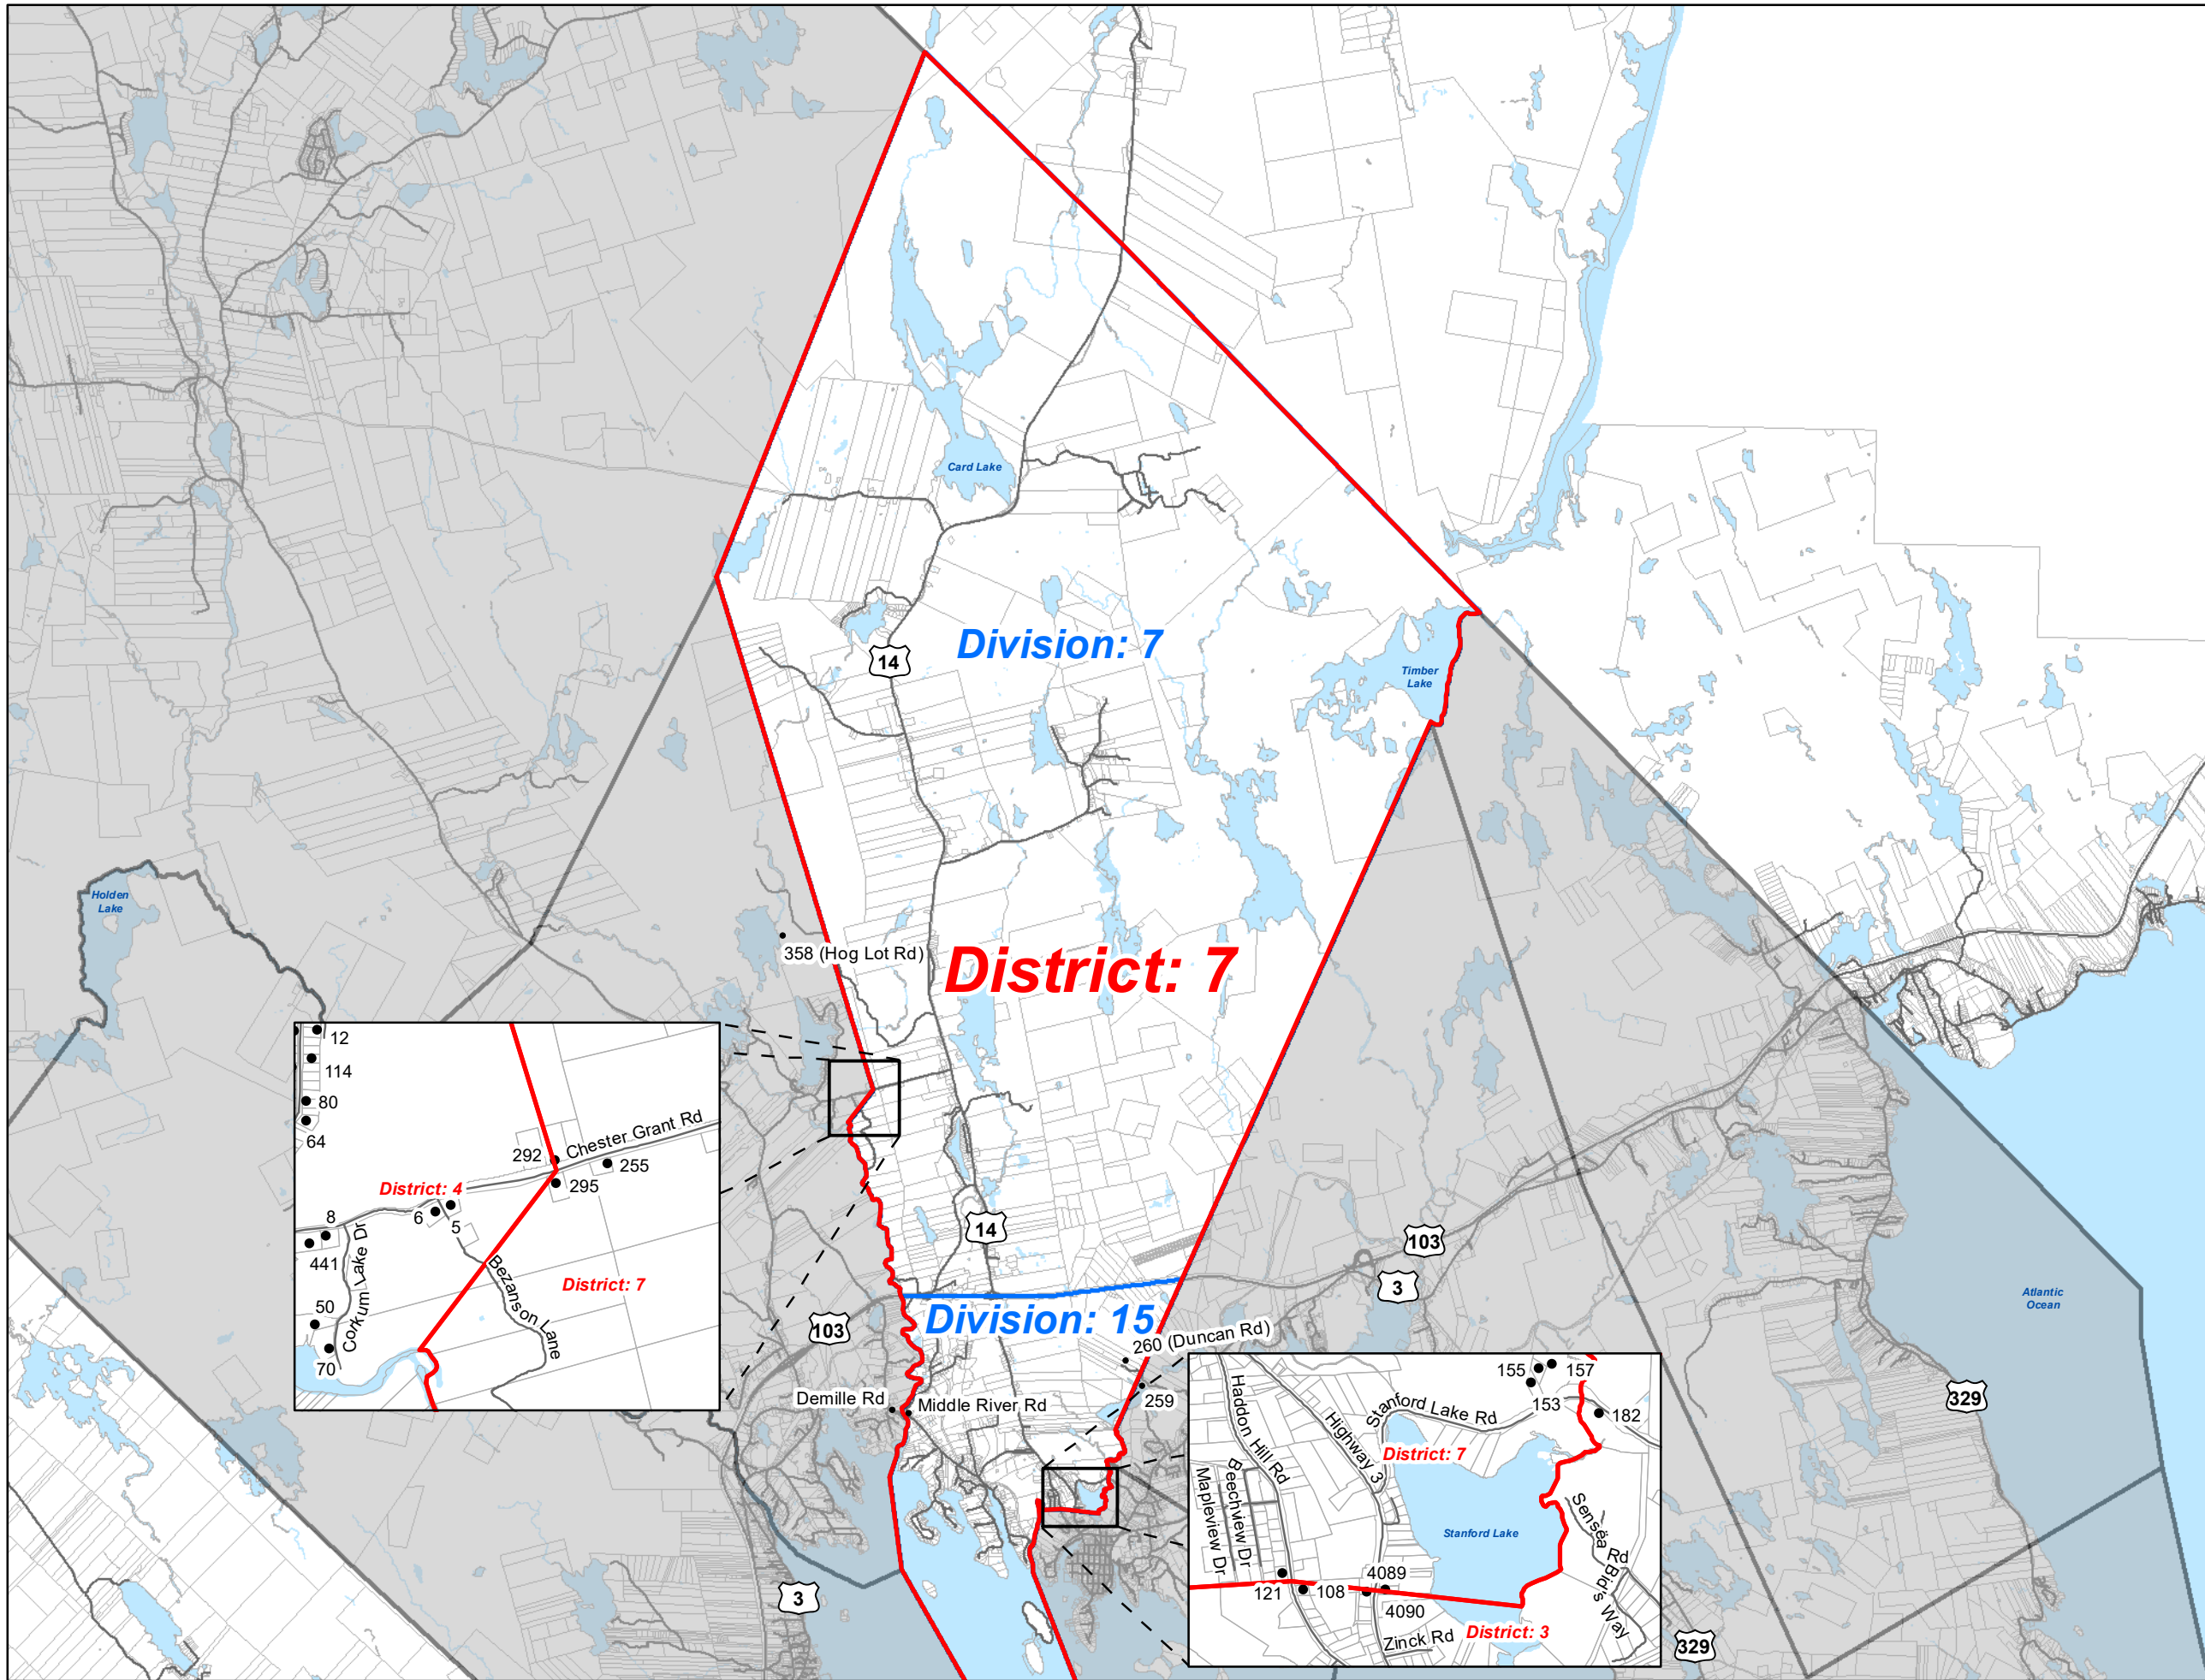 Card Lake
Division: 7
14
Timber
Lake
Holden
Lake
358 (Hog Lot Rd)
District: 7
12
114
80
64
292
Chester Grant Rd
255
295
District: 4
6
5
8
441
Corkum Lake Dr
Bezanson Lane
District: 7
50
70
14
103
3
Atlantic
Ocean
103
Division: 15
260 (Duncan Rd)
259
Demille Rd
Middle River Rd
329
155
157
153
182
Stanford Lake Rd
Haddon Hill Rd
Highway 3
District: 7
Beechview Dr
Mapleview Dr
Stanford Lake
Sensea Rd
Bid's Way
4089
121
108
4090
District: 3
Zinck Rd
3
329